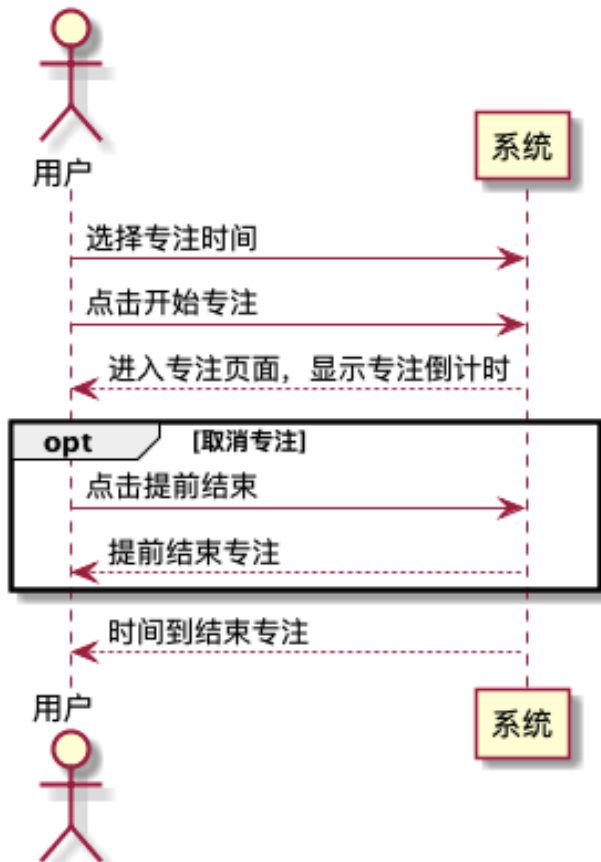 用户
系统
选择专注时间
点击开始专注
进入专注页面，显示专注倒计时
opt [取消专注]
点击提前结束
提前结束专注
时间到结束专注
用户
系统